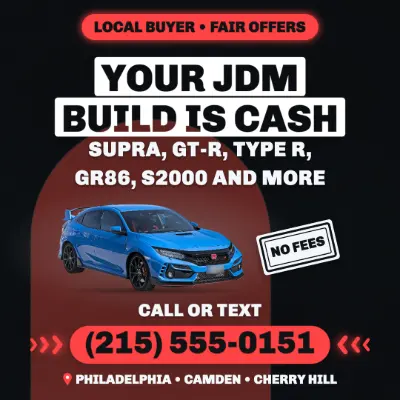 LOCAL BUYER • FAIR OFFERS
YOUR JDM
BUILD IS CASH
SUPRA, GT-R, TYPE R,
GR86, S2000 AND MORE
NO FEES
CALL OR TEXT
(215) 555-0151
PHILADELPHIA • CAMDEN • CHERRY HILL